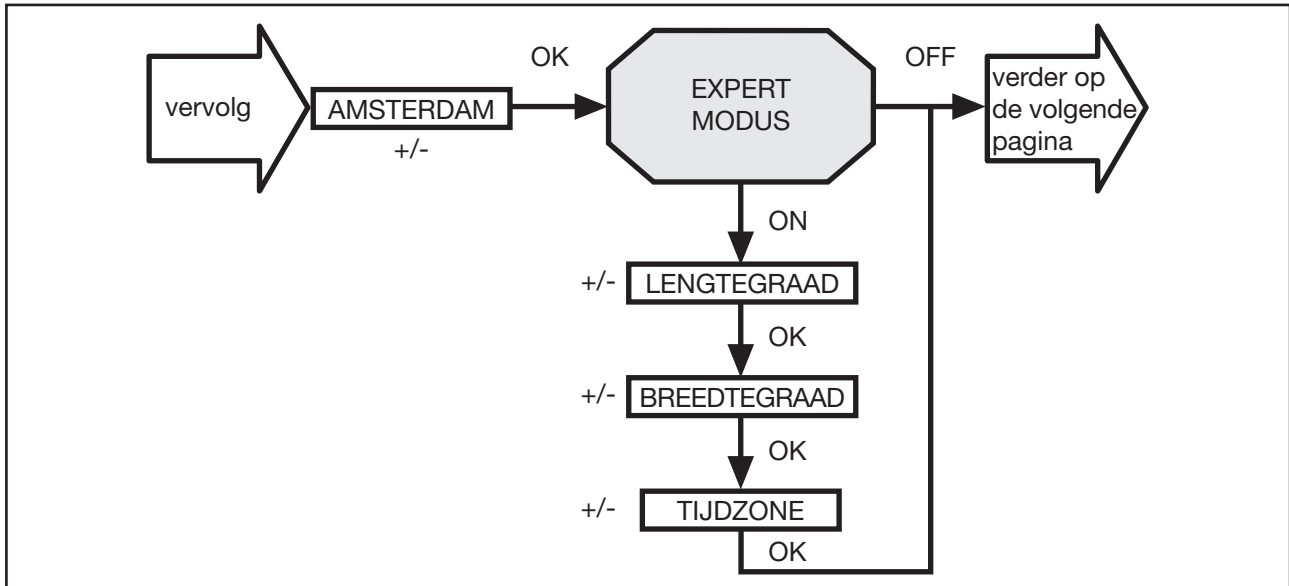 vervolg
AMSTERDAM
+/-
OK
EXPERT
MODUS
OFF
verder op
de volgende
pagina
ON
+/- LENGTEGRAAD
OK
+/- BREEDTEGRAAD
OK
+/- TIJDZONE
OK